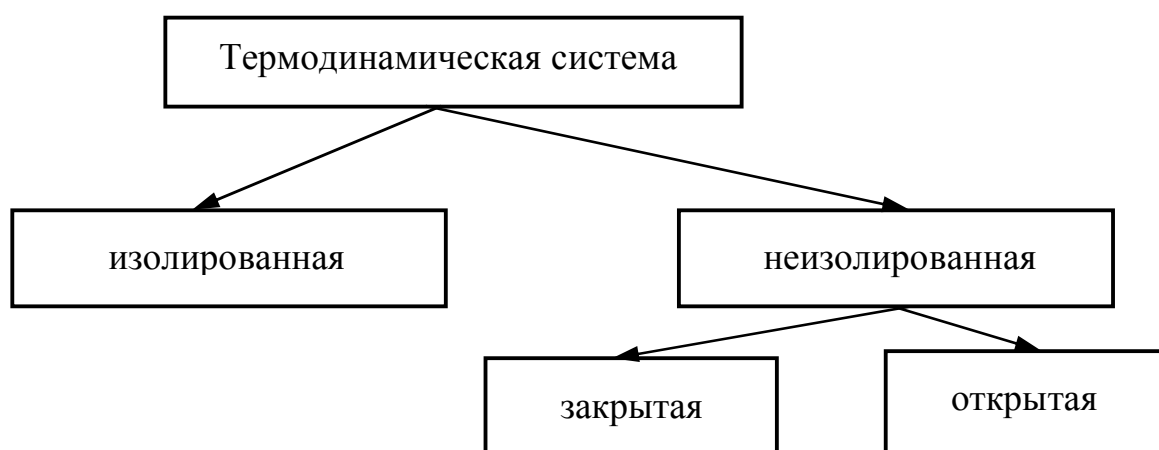 Термодинамическая система
изолированная
неизолированная
закрытая
открытая